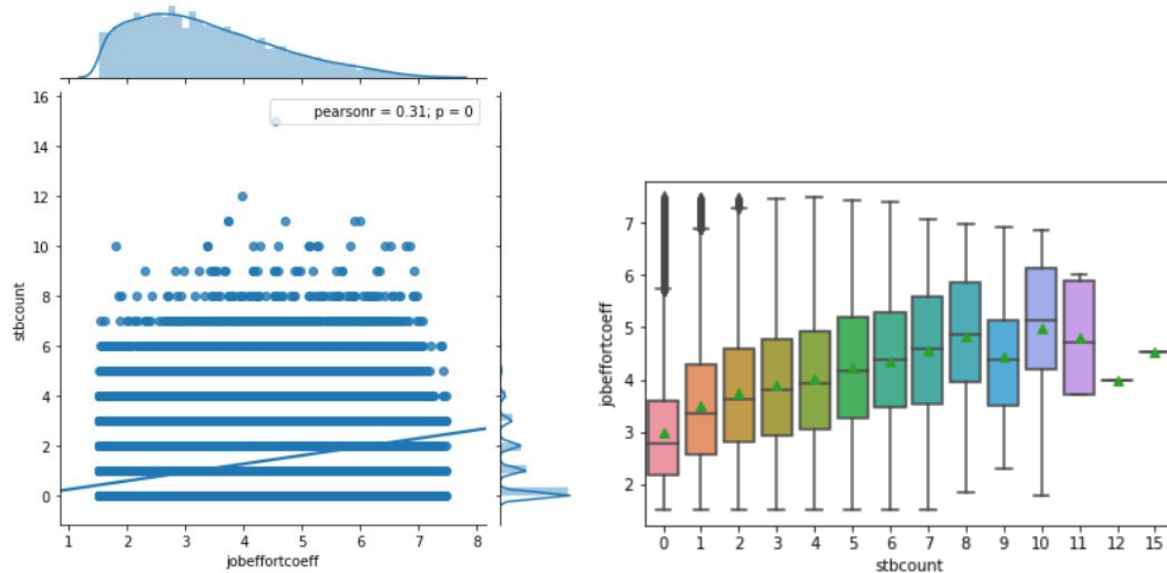 16
14
12
10
8
6
4
2
0
stbcount
pearsonr = 0.31; p = 0
1 2 3 4 5 6 7 8
jobeffortcoeff
7
6
5
4
3
2
jobeffortcoeff
0 1 2 3 4 5 6 7 8 9 10 11 12 15
stbcount